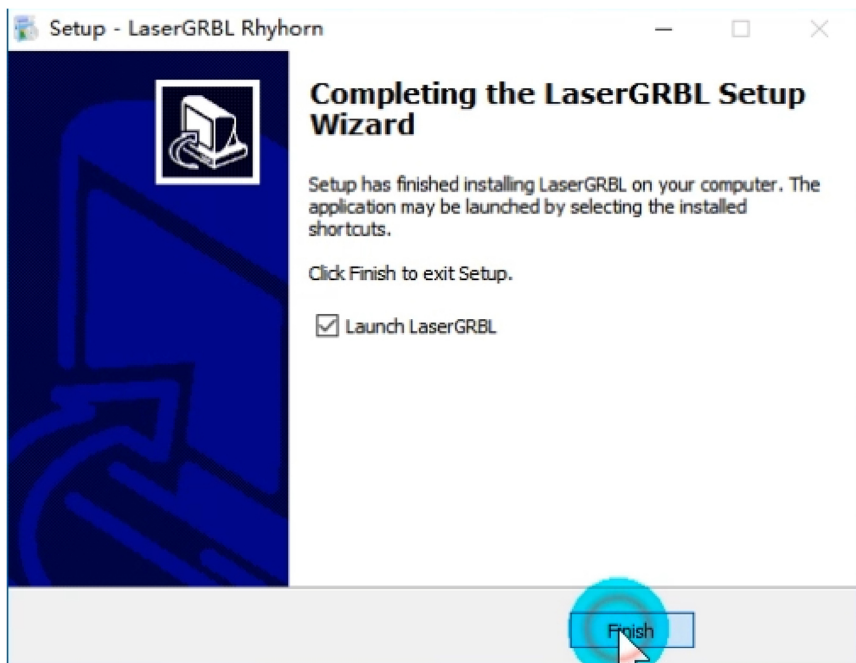 Setup - LaserGRBL Rhyhorn
Completing the LaserGRBL Setup
Wizard
Setup has finished installing LaserGRBL on your computer. The
application may be launched by selecting the installed
shortcuts.
Click Finish to exit Setup.
Launch LaserGRBL
Finish